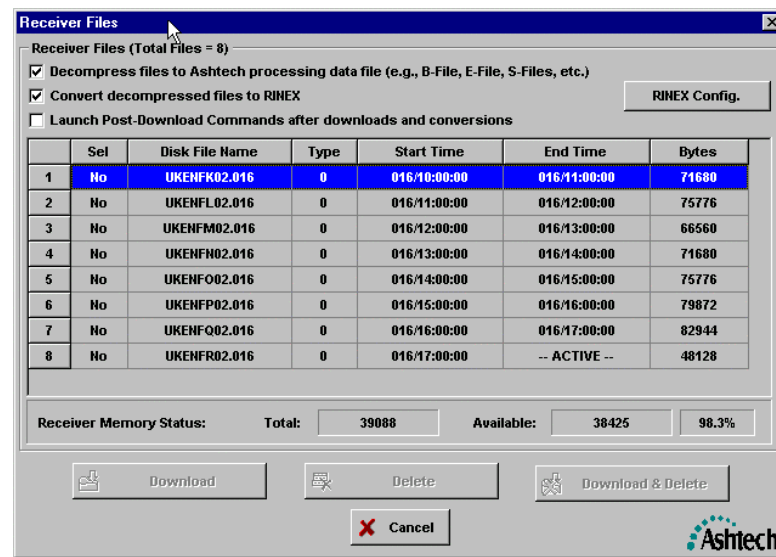 Receiver Files
Receiver Files (Total Files = 8)
Decompress files to Ashtech processing data file (e.g., B-File, E-File, S-Files, etc.)
Convert decompressed files to RINEX
RINEX Config.
Launch Post-Download Commands after downloads and conversions
Sel Disk File Name Type Start Time End Time Bytes
1 No UKENFK02.016 0 016/10:00:00 016/11:00:00 71680
2 No UKENFL02.016 0 016/11:00:00 016/12:00:00 75776
3 No UKENFM02.016 0 016/12:00:00 016/13:00:00 66560
4 No UKENFN02.016 0 016/13:00:00 016/14:00:00 71680
5 No UKENFO02.016 0 016/14:00:00 016/15:00:00 75776
6 No UKENFP02.016 0 016/15:00:00 016/16:00:00 79872
7 No UKENFQ02.016 0 016/16:00:00 016/17:00:00 82944
8 No UKENFR02.016 0 016/17:00:00 -- ACTIVE -- 48128
Receiver Memory Status: Total: 39088 Available: 38425 98.3%
Download Delete Download & Delete
Cancel
Ashtech